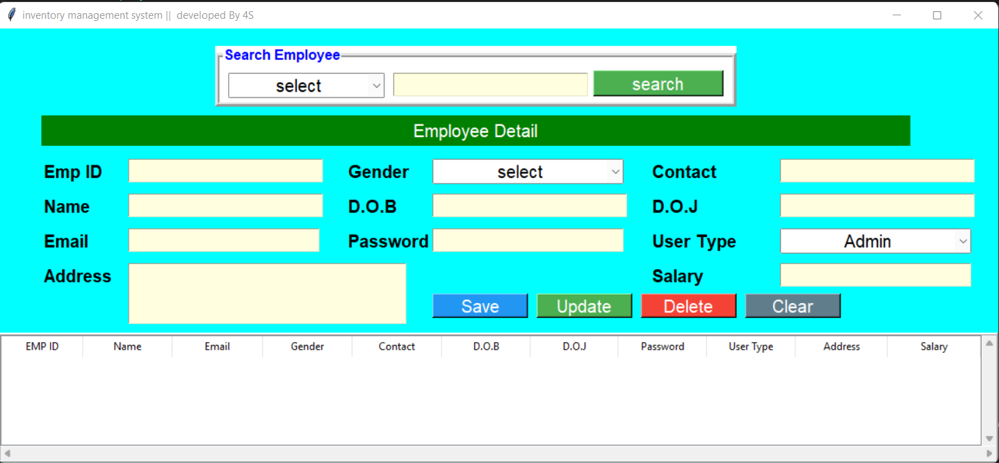 inventory management system || developed By 4S
Search Employee
select search
Employee Detail
Emp ID Gender select Contact
Name D.O.B D.O.J
Email Password User Type Admin
Address Salary
Save Update Delete Clear
EMP ID Name Email Gender Contact D.O.B D.O.J Password User Type Address Salary